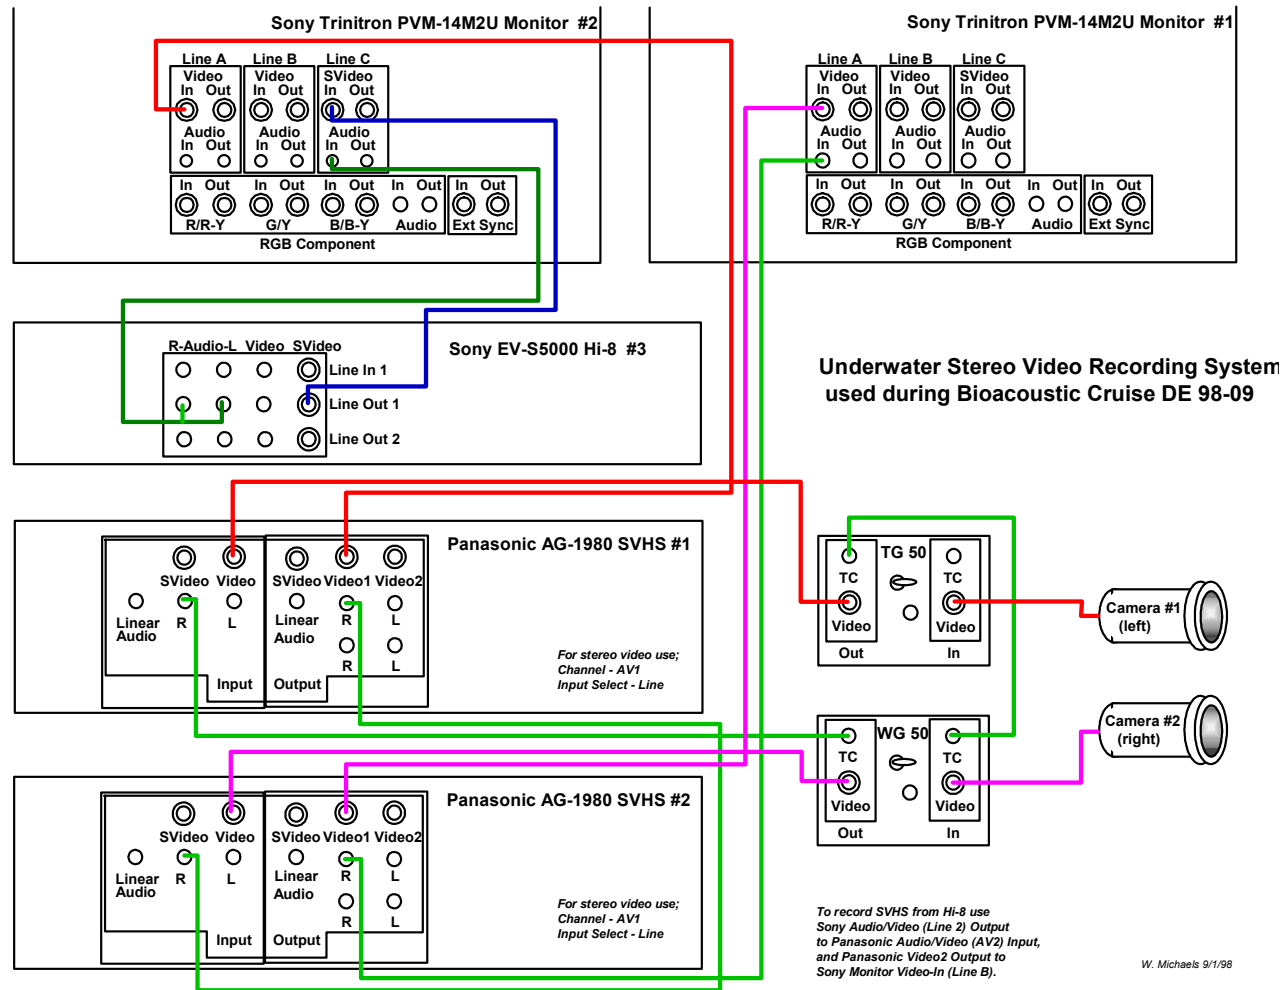 Sony Trinitron PVM-14M2U Monitor #2
Line A Line B Line C
Video Video SVideo
In Out In Out In Out
Audio Audio Audio
In Out In Out In Out
In Out In Out In Out In Out In Out
R/R-Y G/Y B/B-Y Audio Ext Sync
RGB Component
Sony Trinitron PVM-14M2U Monitor #1
Line A Line B Line C
Video Video SVideo
In Out In Out In Out
Audio Audio Audio
In Out In Out In Out
In Out In Out In Out In Out In Out
R/R-Y G/Y B/B-Y Audio Ext Sync
RGB Component
Sony EV-S5000 Hi-8 #3
R-Audio-L Video SVideo
Line In 1
Line Out 1
Line Out 2
Underwater Stereo Video Recording System
used during Bioacoustic Cruise DE 98-09
Panasonic AG-1980 SVHS #1
SVideo Video SVideo Video1 Video2
Linear Audio R L Linear Audio R L
R L
Input Output
For stereo video use;
Channel - AV1
Input Select - Line
TG 50
TC TC
Video Video
Out In
Camera #1
(left)
WG 50
TC TC
Video Video
Out In
Camera #2
(right)
Panasonic AG-1980 SVHS #2
SVideo Video SVideo Video1 Video2
Linear Audio R L Linear Audio R L
R L
Input Output
For stereo video use;
Channel - AV1
Input Select - Line
To record SVHS from Hi-8 use
Sony Audio/Video (Line 2) Output
to Panasonic Audio/Video (AV2) Input,
and Panasonic Video2 Output to
Sony Monitor Video-In (Line B).
W. Michaels 9/1/98